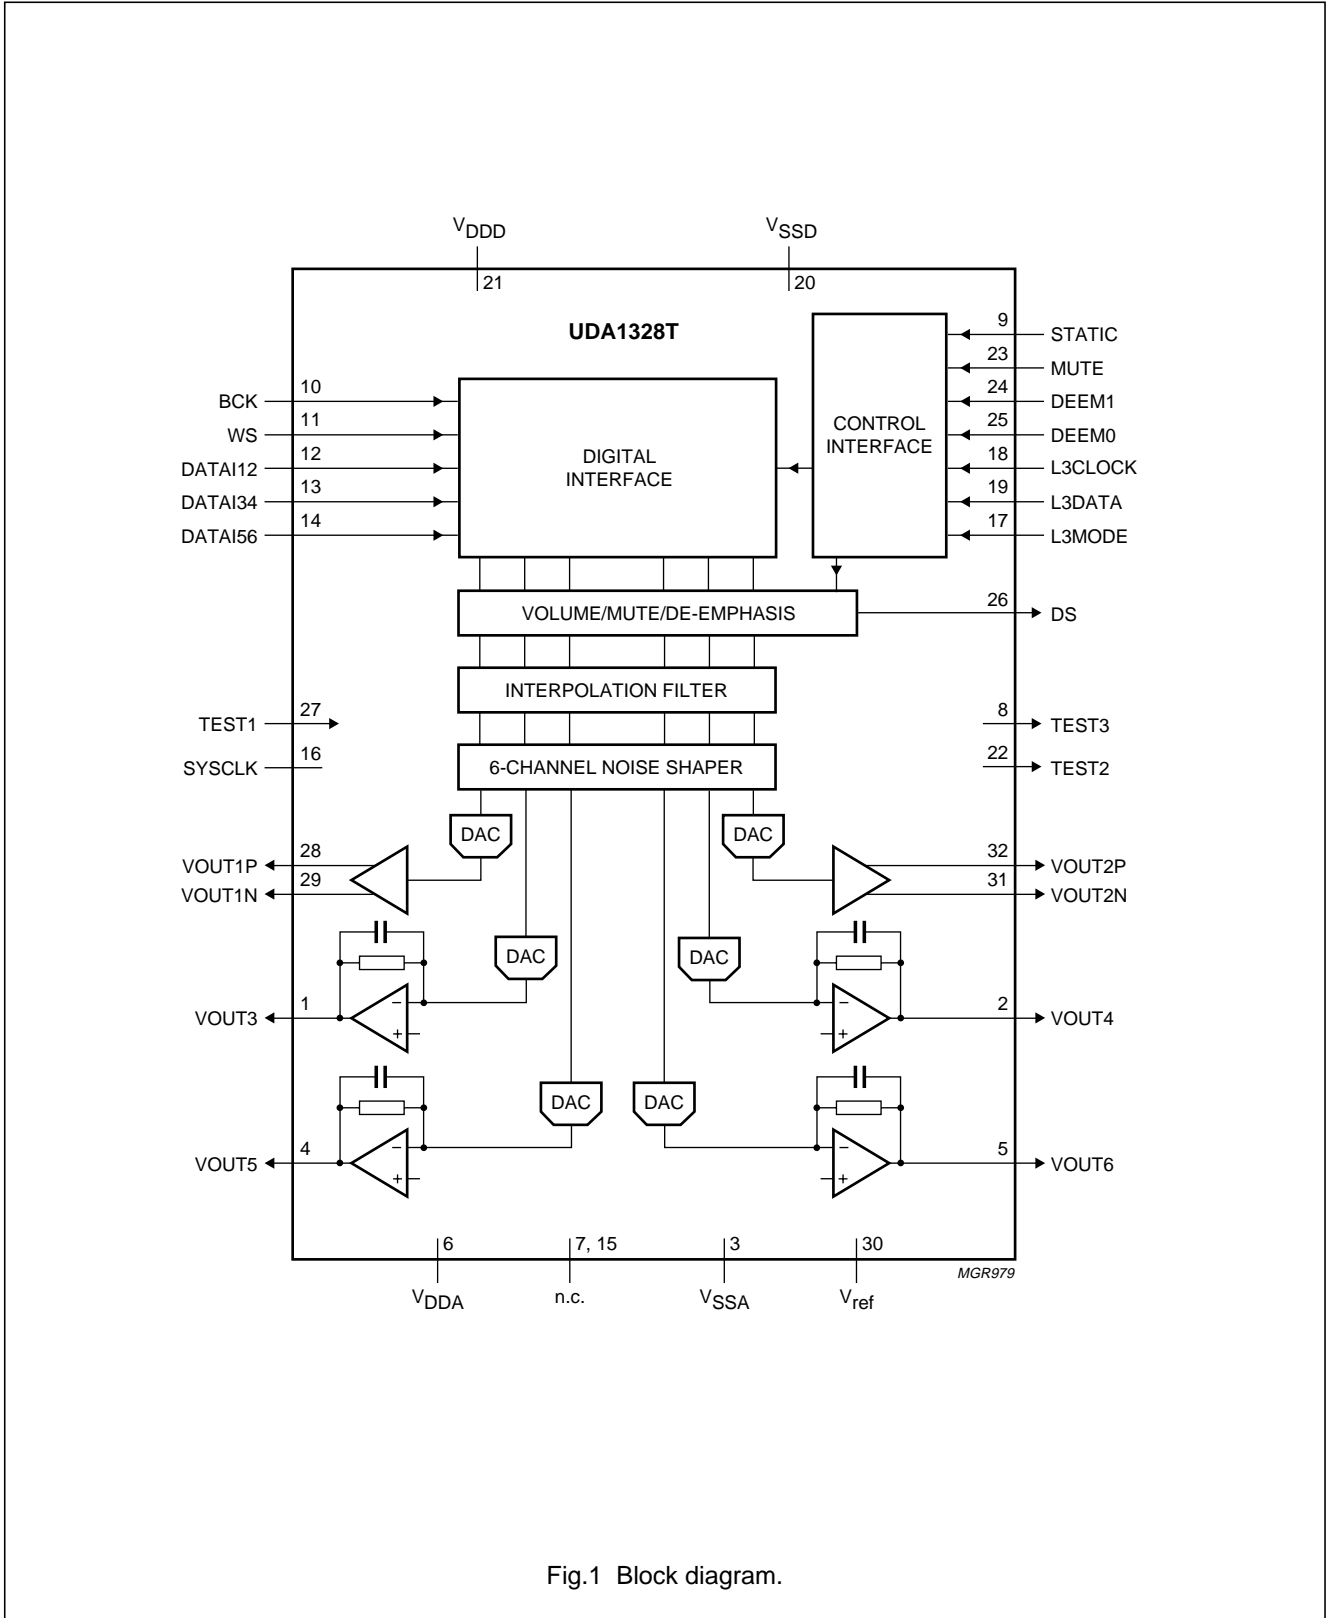 VDDD
VSSD
21
20
UDA1328T
9
STATIC
23
MUTE
10
BCK
24
DEEM1
11
WS
25
DEEM0
CONTROL
INTERFACE
DIGITAL
INTERFACE
12
DATAI12
18
L3CLOCK
13
DATAI34
19
L3DATA
14
DATAI56
17
L3MODE
VOLUME/MUTE/DE-EMPHASIS
26
DS
INTERPOLATION FILTER
27
TEST1
8
TEST3
16
SYSCLK
6-CHANNEL NOISE SHAPER
22
TEST2
DAC
DAC
28
VOUT1P
32
VOUT2P
29
VOUT1N
31
VOUT2N
DAC
DAC
1
VOUT3
−
+
−
+
2
VOUT4
DAC
DAC
4
VOUT5
−
+
−
+
5
VOUT6
6
7, 15
3
30
MGR979
VDDA
n.c.
VSSA
Vref
Fig.1 Block diagram.